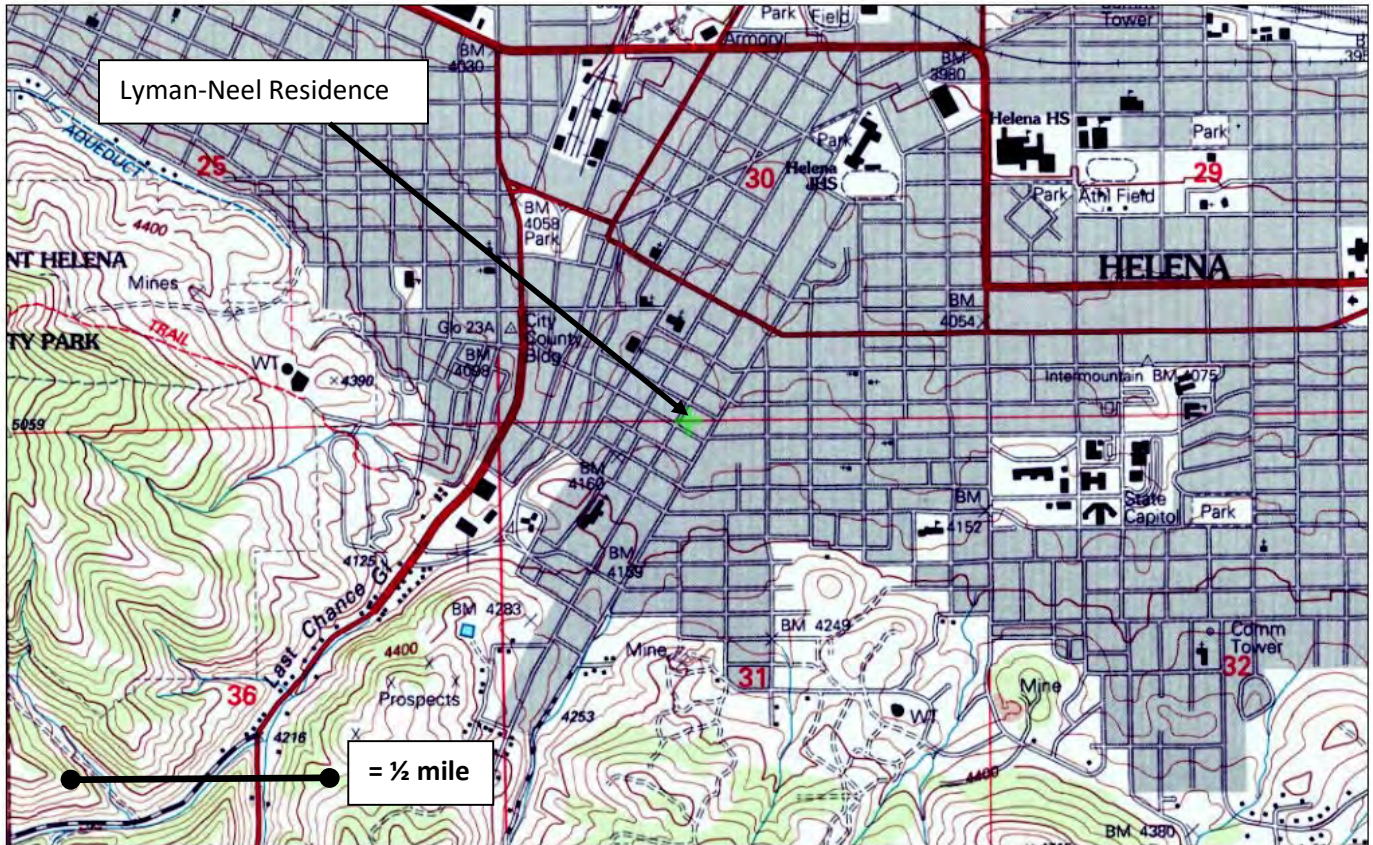 Park
Field
Comm
Tower
Armory
BM
4030
BM
3980
Lyman-Neel Residence
AQUEDUCT
25
30
Park
Helena
JHS
Helena HS
Park
29
Park
Athl Field
BM
4058
Park
4400
NT HELENA
Mines
HELENA
TRAIL
TY PARK
Glo 23A
City
County
Bldg
BM
4098
BM
4054
WT
4390
Intermountain BM 4075
5059
BM
4160
BM
4152
State
Capitol
Park
4125
BM
4189
Last Chance G
BM 4283
BM 4249
4400
Mine
31
Comm
Tower
32
36
Prospects
4253
Mine
WT
4216
= ½ mile
4400
BM 4380